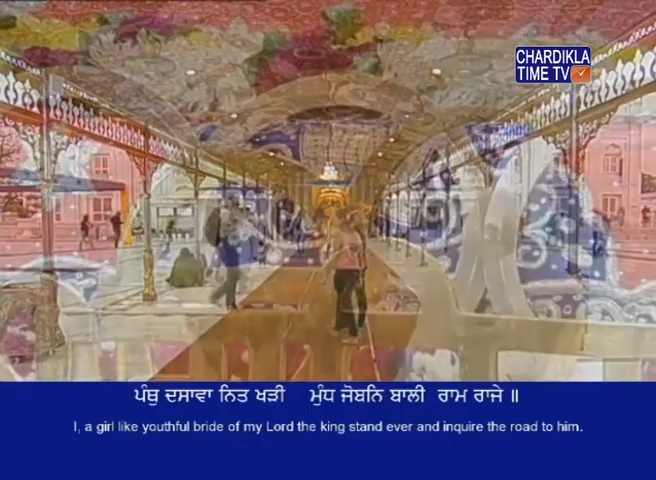 CHARDIKLA
TIME TV
ਪੰਥੁ ਦਸਾਵਾ ਨਿਤ ਖੜੀ ਮੁੰਧ ਜੋਬਨਿ ਬਾਲੀ ਰਾਮ ਰਾਜੇ ॥
I, a girl like youthful bride of my Lord the king stand ever and inquire the road to him.